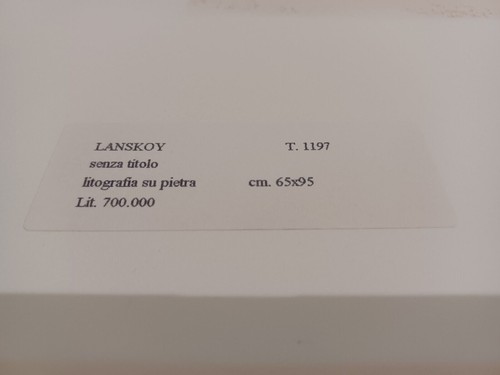 LANSKOY T. 1197
senza titolo
litografia su pietra cm. 65x95
Lit. 700.000